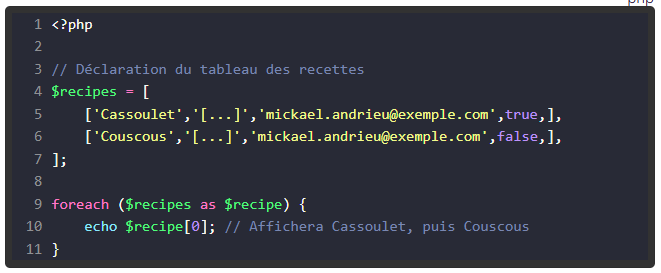 php
1 <?php
2
3 // Déclaration du tableau des recettes
4 $recipes = [
5     ['Cassoulet','[...]','mickael.andrieu@exemple.com',true,],
6     ['Couscous','[...]','mickael.andrieu@exemple.com',false,],
7 ];
8
9 foreach ($recipes as $recipe) {
10     echo $recipe[0]; // Affichera Cassoulet, puis Couscous
11 }